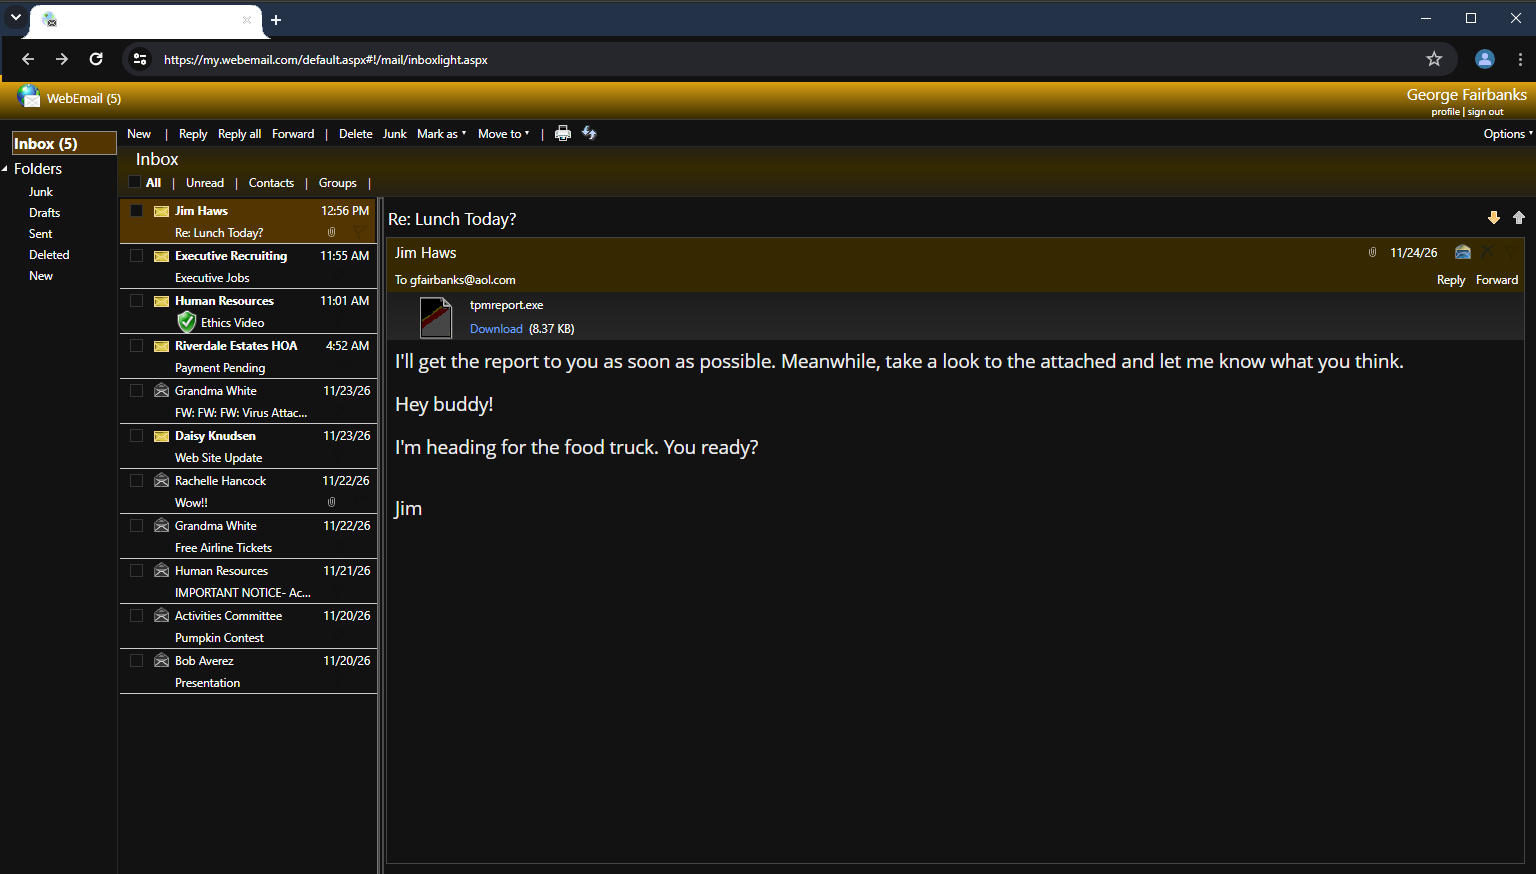 https://my.webemail.com/default.aspx#!/mail/inboxlight.aspx
WebEmail (5)
George Fairbanks
profile | sign out
New | Reply Reply all Forward | Delete Junk Mark as Move to |
Options
Inbox (5)
Folders
Junk
Drafts
Sent
Deleted
New
Inbox
All | Unread | Contacts | Groups |
Jim Haws 12:56 PM
Re: Lunch Today?
Executive Recruiting 11:55 AM
Executive Jobs
Human Resources 11:01 AM
Ethics Video
Riverdale Estates HOA 4:52 AM
Payment Pending
Grandma White 11/23/26
FW: FW: FW: Virus Attac...
Daisy Knudsen 11/23/26
Web Site Update
Rachelle Hancock 11/22/26
Wow!!
Grandma White 11/22/26
Free Airline Tickets
Human Resources 11/21/26
IMPORTANT NOTICE- Ac...
Activities Committee 11/20/26
Pumpkin Contest
Bob Averez 11/20/26
Presentation
Re: Lunch Today?
Jim Haws 11/24/26
To gfairbanks@aol.com
Reply Forward
tpmreport.exe
Download (8.37 KB)
I'll get the report to you as soon as possible. Meanwhile, take a look to the attached and let me know what you think.
Hey buddy!
I'm heading for the food truck. You ready?
Jim